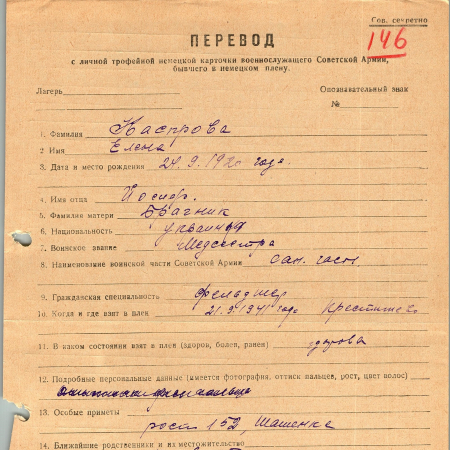 Сов. секретно
146
ПЕРЕВОД
с личной трофейной немецкой карточки военнослужащего Советской Армии,
бывшего в немецком плену.
Лагерь
Опознавательный знак
№
1. Фамилия Каспрова
2 Имя Елена
3. Дата и место рождения 24.9.1920 года
4. Имя отца Йосиф.
5. Фамилия матери Брагник
6. Национальность украинка
7. Воинское звание Медсестра
8. Наименование воинской части Советской Армии сан. част
9. Гражданская специальность фельдшер
10. Когда и где взят в плен 21.9.1941 года
11. В каком состоянии взят в плен (здоров, болен, ранен) здорова
12. Подробные персональные данные (имеется фотография, оттиск пальцев, рост, цвет волос)
13. Особые приметы
рост 152,
14. Ближайшие родственники и их местожительство